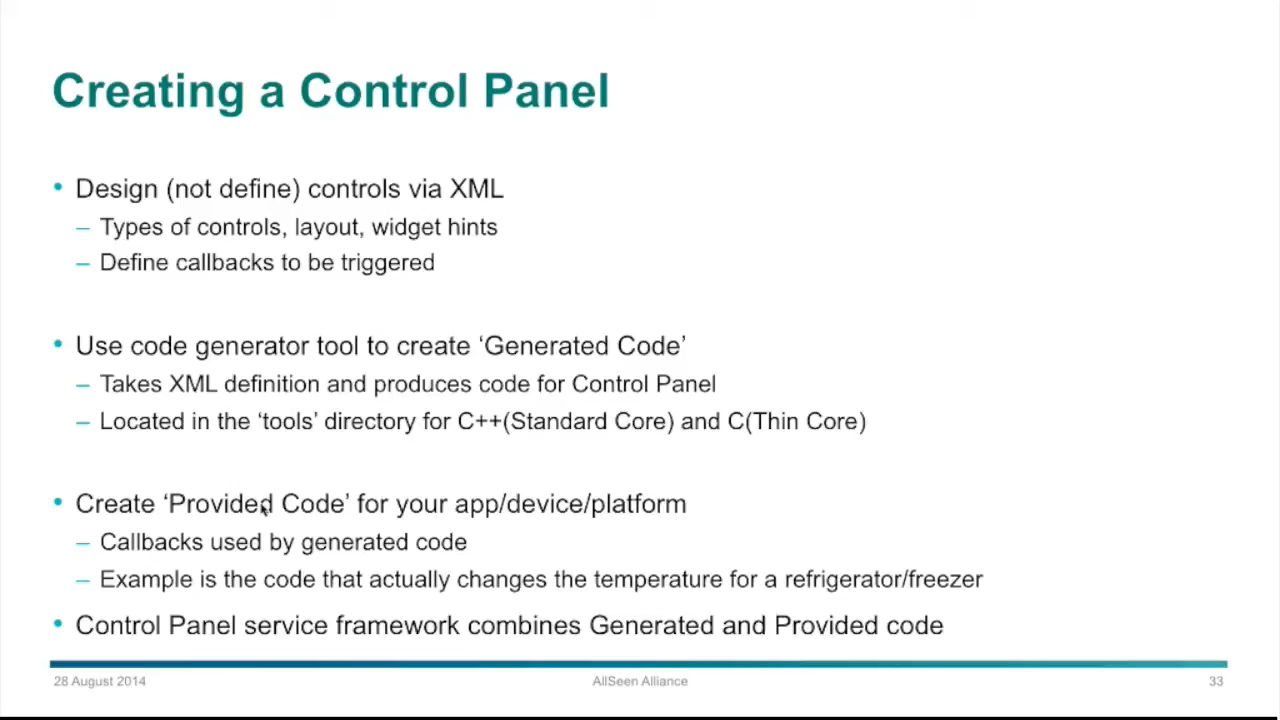 Creating a Control Panel
• Design (not define) controls via XML
– Types of controls, layout, widget hints
– Define callbacks to be triggered
• Use code generator tool to create ‘Generated Code’
– Takes XML definition and produces code for Control Panel
– Located in the ‘tools’ directory for C++(Standard Core) and C(Thin Core)
• Create ‘Provided Code’ for your app/device/platform
– Callbacks used by generated code
– Example is the code that actually changes the temperature for a refrigerator/freezer
• Control Panel service framework combines Generated and Provided code
28 August 2014 AllSeen Alliance 33